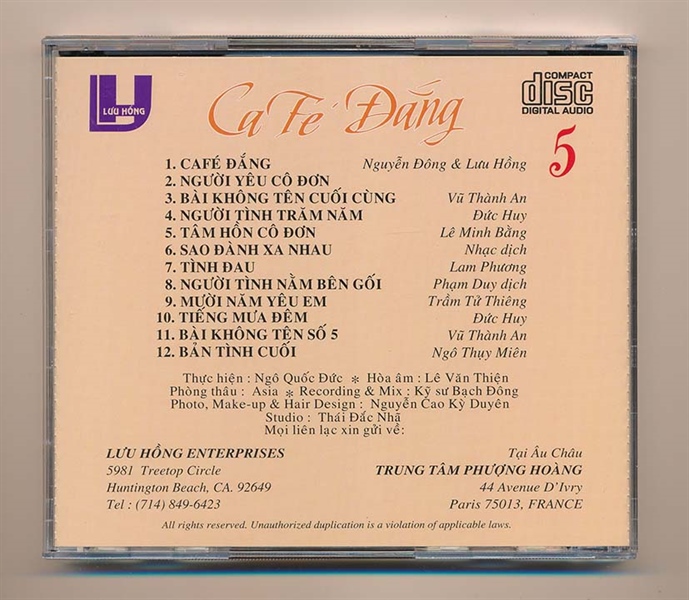 LƯU HỒNG
CaFé Đắng
COMPACT
disc
DIGITAL AUDIO
5
1. CAFÉ ĐẮNG Nguyễn Đông & Lưu Hồng
2. NGƯỜI YÊU CÔ ĐƠN
3. BÀI KHÔNG TÊN CUỐI CÙNG Vũ Thành An
4. NGƯỜI TÌNH TRĂM NĂM Đức Huy
5. TÂM HỒN CÔ ĐƠN Lê Minh Bằng
6. SAO ĐÀNH XA NHAU Nhạc dịch
7. TÌNH ĐAU Lam Phương
8. NGƯỜI TÌNH NẰM BÊN GỐI Phạm Duy dịch
9. MƯỜI NĂM YÊU EM Trầm Tử Thiêng
10. TIẾNG MƯA ĐÊM Đức Huy
11. BÀI KHÔNG TÊN SỐ 5 Vũ Thành An
12. BẢN TÌNH CUỐI Ngô Thụy Miên
Thực hiện : Ngô Quốc Đức * Hòa âm : Lê Văn Thiện
Phòng thâu : Asia * Recording & Mix : Kỹ sư Bạch Đông
Photo, Make-up & Hair Design : Nguyễn Cao Kỳ Duyên
Studio : Thái Đắc Nhã
Mọi liên lạc xin gửi về:
LƯU HỒNG ENTERPRISES
5981 Treetop Circle
Huntington Beach, CA. 92649
Tel : (714) 849-6423
Tại Âu Châu
TRUNG TÂM PHƯỢNG HOÀNG
44 Avenue D'Ivry
Paris 75013, FRANCE
All rights reserved. Unauthorized duplication is a violation of applicable laws.